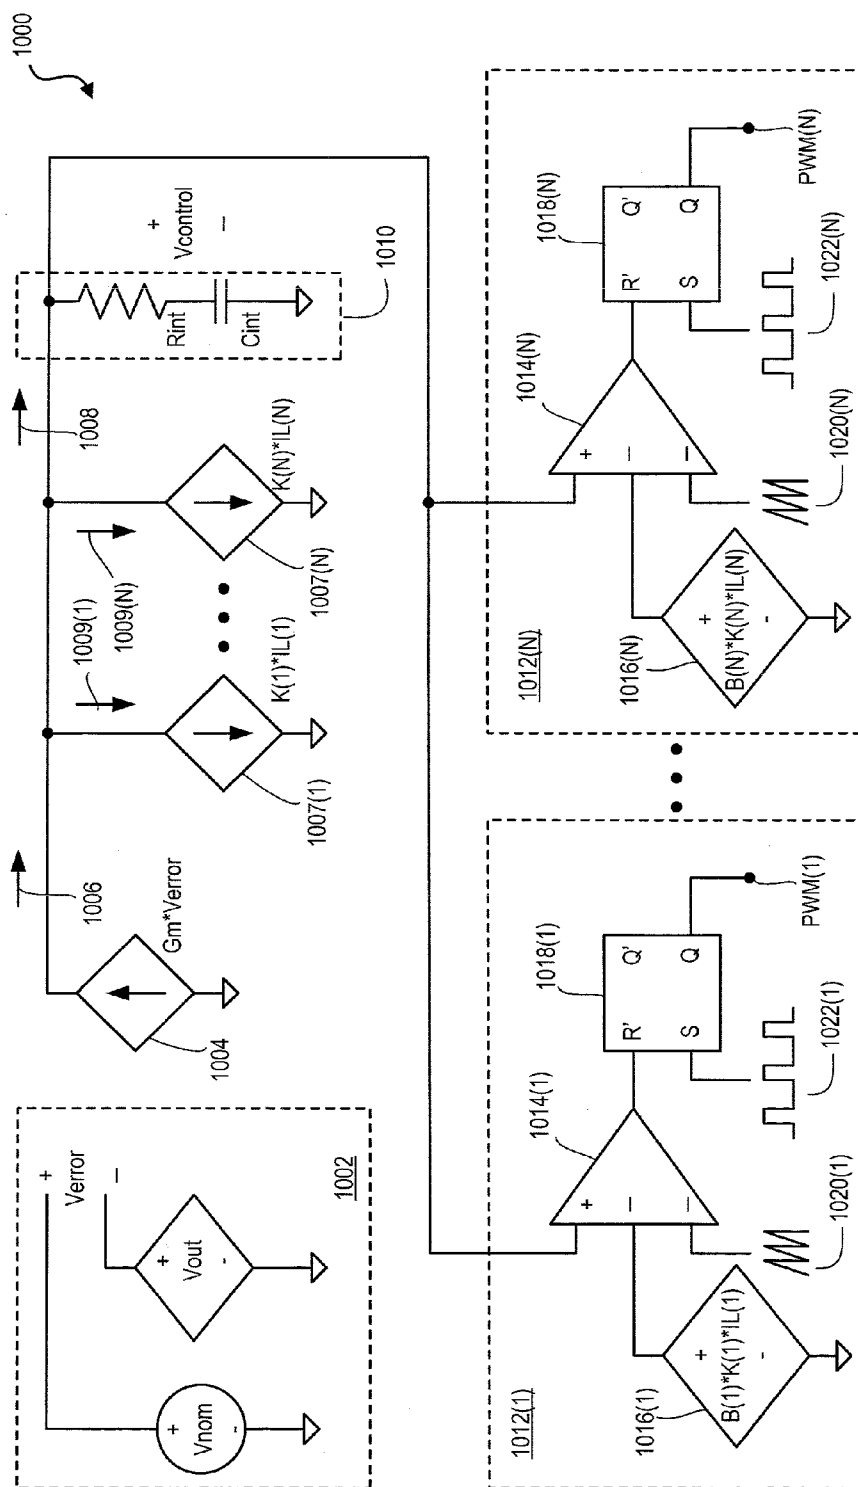 1000
1002
Vnom
+
-
Vout
+
-
Verror
+
–
1004
Gm*Verror
1006
1007(1)
K(1)*IL(1)
1009(1)
1007(N)
K(N)*IL(N)
1009(N)
1008
Rint
Cint
+
Vcontrol
–
1010
1012(1)
1016(1)
+
B(1)*K(1)*IL(1)
-
1014(1)
+
–
–
1020(1)
1018(1)
R'
Q'
S
Q
1022(1)
PWM(1)
1012(N)
1016(N)
+
B(N)*K(N)*IL(N)
-
1014(N)
+
–
–
1020(N)
1018(N)
R'
Q'
S
Q
1022(N)
PWM(N)